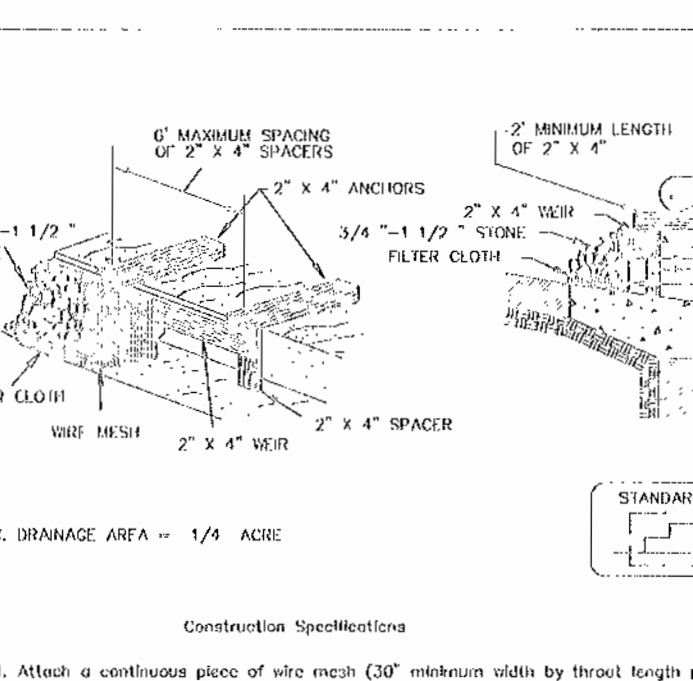 6' MAXIMUM SPACING
OF 2" X 4" SPACERS
2" X 4" ANCHORS
-1 1/2 "
CLOTH
WIRE MESH
2" X 4" WEIR
2" X 4" SPACER
2' MINIMUM LENGTH
OF 2" X 4"
2" X 4" WEIR
3/4 "-1 1/2 " STONE
FILTER CLOTH
STANDAR
. DRAINAGE AREA = 1/4 ACRE
Construction Specifications
. Attach a continuous piece of wire mesh (30" minimum width by throat length p